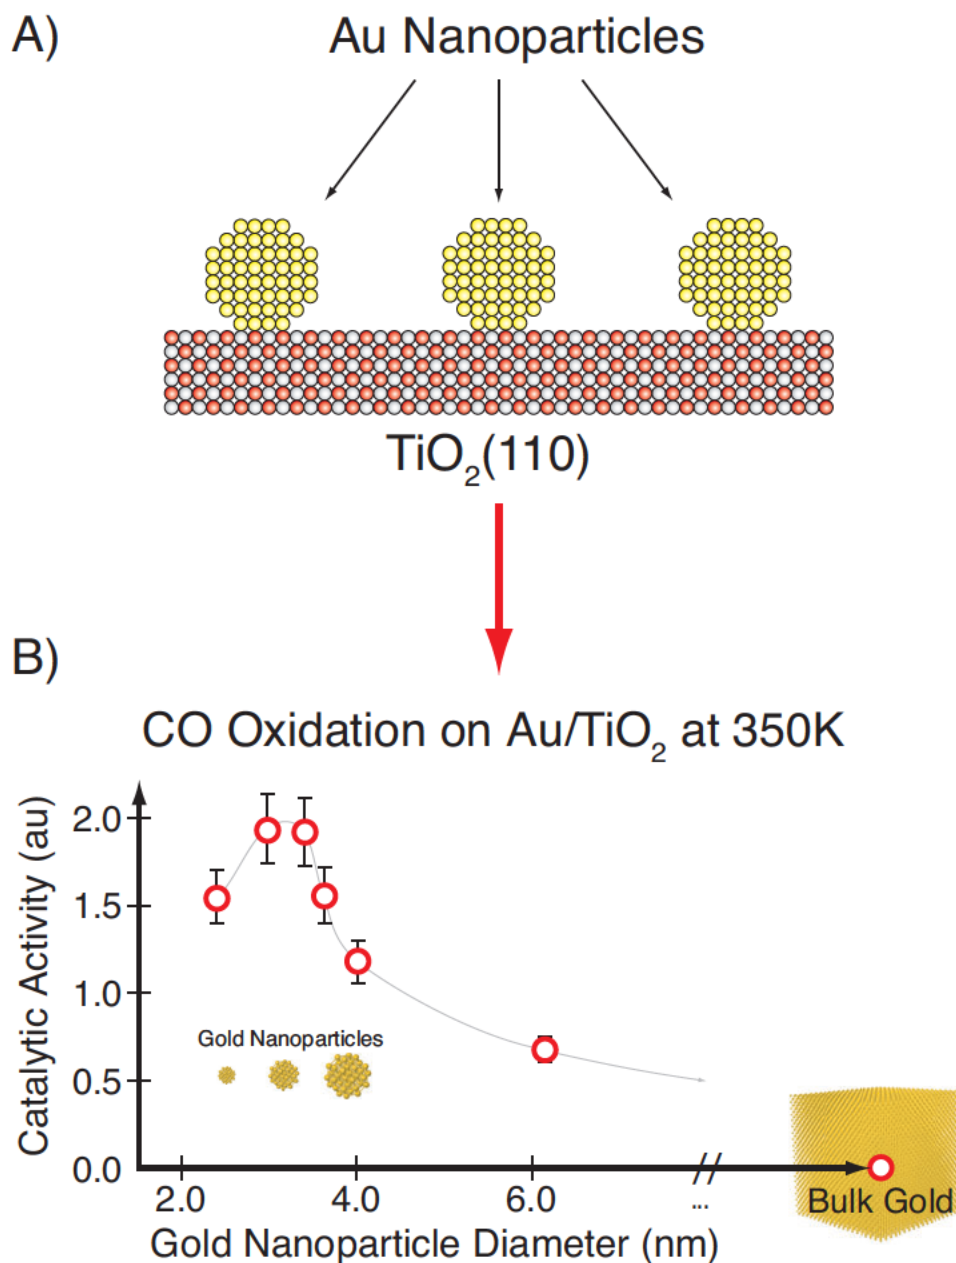 A)
Au Nanoparticles
TiO₂(110)
B)
CO Oxidation on Au/TiO₂ at 350K
Catalytic Activity (au)
2.0
1.5
1.0
0.5
0.0
Gold Nanoparticles
2.0 4.0 6.0 ...
Bulk Gold
Gold Nanoparticle Diameter (nm)